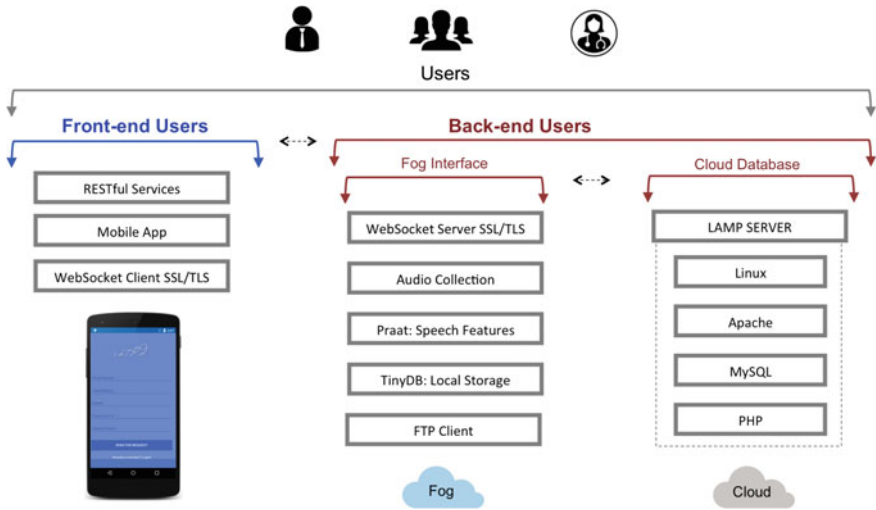 Users
Front-end Users
Back-end Users
Fog Interface
Cloud Database
RESTful Services
Mobile App
WebSocket Client SSL/TLS
WebSocket Server SSL/TLS
Audio Collection
Praat: Speech Features
TinyDB: Local Storage
FTP Client
Fog
LAMP SERVER
Linux
Apache
MySQL
PHP
Cloud